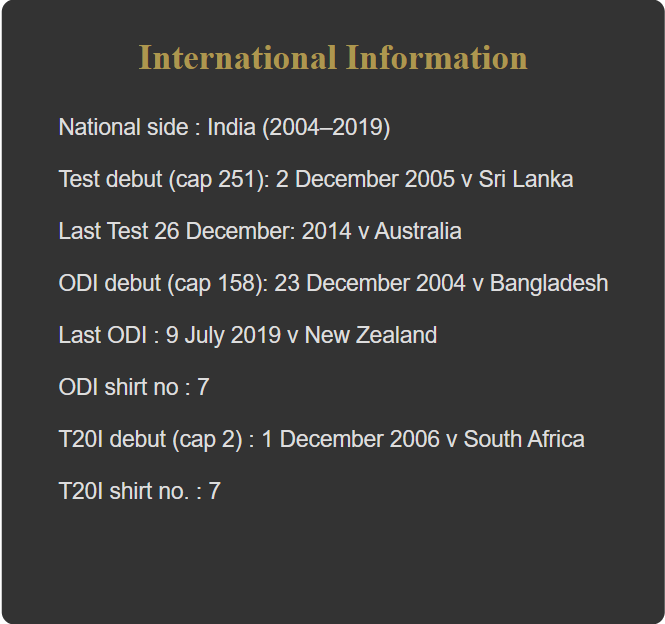 International Information
National side : India (2004–2019)
Test debut (cap 251): 2 December 2005 v Sri Lanka
Last Test 26 December: 2014 v Australia
ODI debut (cap 158): 23 December 2004 v Bangladesh
Last ODI : 9 July 2019 v New Zealand
ODI shirt no : 7
T20I debut (cap 2) : 1 December 2006 v South Africa
T20I shirt no. : 7